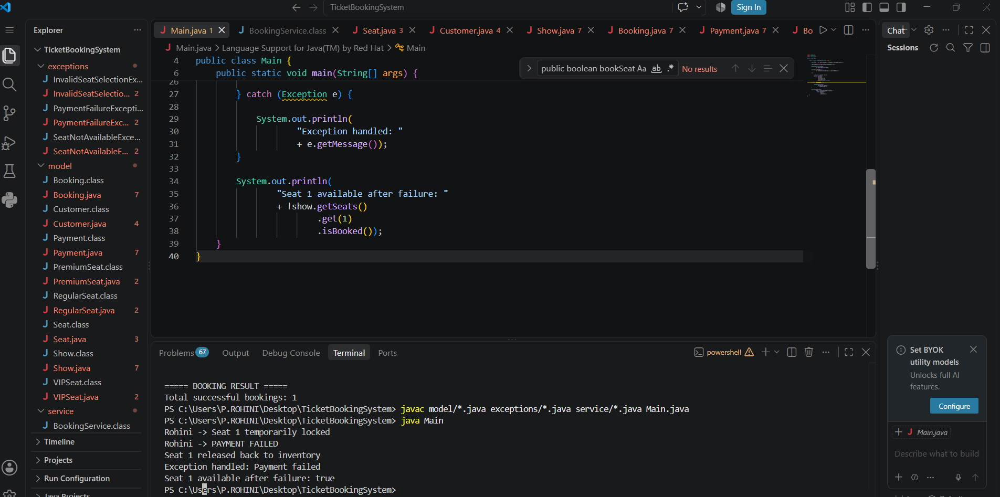 TicketBookingSystem
Sign In
Explorer
TicketBookingSystem
exceptions
InvalidSeatSelectionEx...
InvalidSeatSelectio... 2
PaymentFailureExcepti...
PaymentFailureExc... 2
SeatNotAvailableExce...
SeatNotAvailableE... 2
model
Booking.class
Booking.java 7
Customer.class
Customer.java 4
Payment.class
Payment.java 7
PremiumSeat.class
PremiumSeat.java 2
RegularSeat.class
RegularSeat.java 2
Seat.class
Seat.java 3
Show.class
Show.java 7
VIPSeat.class
VIPSeat.java 2
service
BookingService.class
Timeline
Projects
Run Configuration
Java Projects
Main.java 1 BookingService.class Seat.java 3 Customer.java 4 Show.java 7 Booking.java 7 Payment.java 7 Bo
Main.java > Language Support for Java(TM) by Red Hat > Main
public boolean bookSeat Aa ab .* No results
4 public class Main {
6 public static void main(String[] args) {
26
27 } catch (Exception e) {
28
29 System.out.println(
30 "Exception handled: "
31 + e.getMessage());
32 }
33
34 System.out.println(
35 "Seat 1 available after failure: "
36 + !show.getSeats()
37 .get(1)
38 .isBooked());
39 }
40 }
Problems 67 Output Debug Console Terminal Ports
powershell
===== BOOKING RESULT =====
Total successful bookings: 1
PS C:\Users\P.ROHINI\Desktop\TicketBookingSystem> javac model/*.java exceptions/*.java service/*.java Main.java
PS C:\Users\P.ROHINI\Desktop\TicketBookingSystem> java Main
Rohini -> Seat 1 temporarily locked
Rohini -> PAYMENT FAILED
Seat 1 released back to inventory
Exception handled: Payment failed
Seat 1 available after failure: true
PS C:\Users\P.ROHINI\Desktop\TicketBookingSystem>
Chat
Sessions
Set BYOK
utility models
Unlocks full AI
features.
Configure
Main.java
Describe what to build